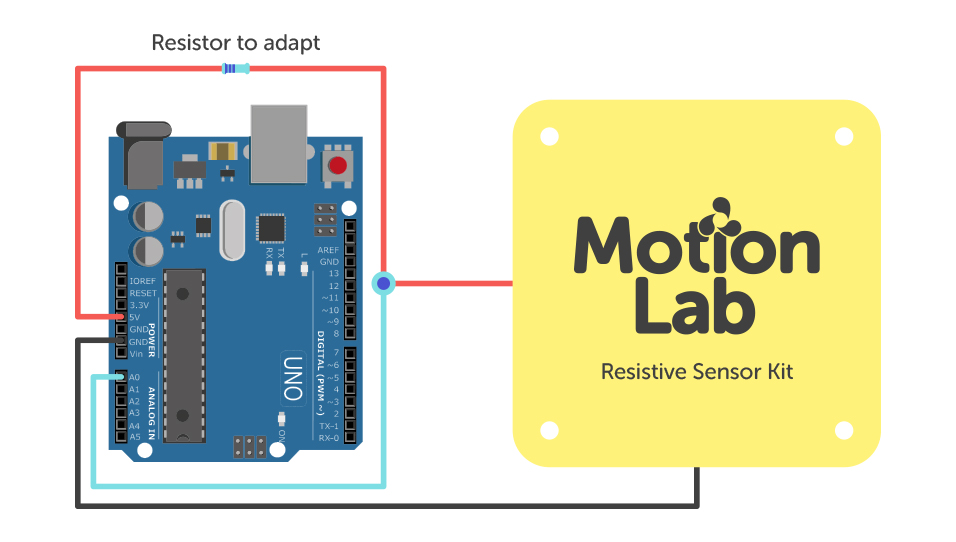 Resistor to adapt
RX
TX
L
AREF
GND
13
12
~11
~10
~9
8
7
~6
~5
4
~3
2
TX-1
RX-0
DIGITAL (PWM ~)
IOREF
RESET
3.3V
5V
GND
GND
Vin
POWER
A0
A1
A2
A3
A4
A5
ANALOG IN
UNO
ON
Motion
Lab
Resistive Sensor Kit